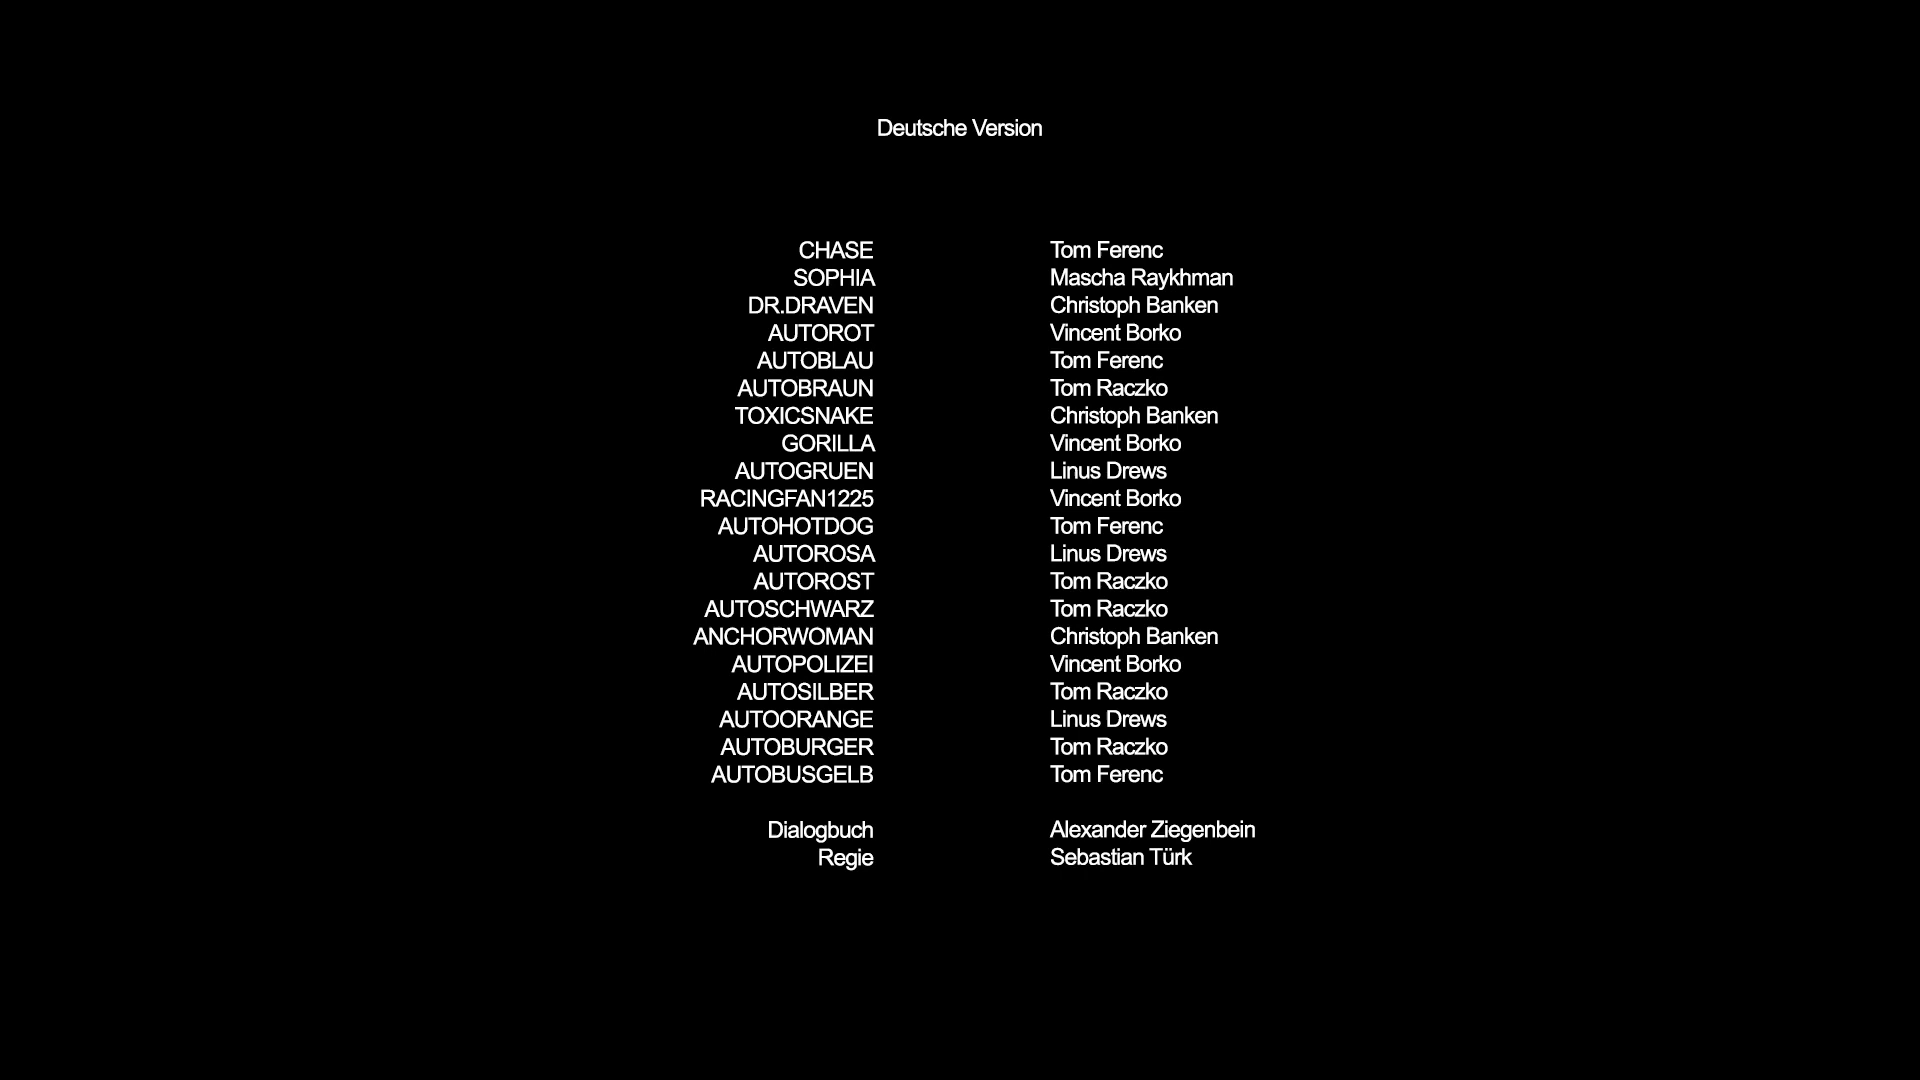 Deutsche Version
CHASE Tom Ferenc
SOPHIA Mascha Raykhman
DR.DRAVEN Christoph Banken
AUTOROT Vincent Borko
AUTOBLAU Tom Ferenc
AUTOBRAUN Tom Raczko
TOXICSNAKE Christoph Banken
GORILLA Vincent Borko
AUTOGRUEN Linus Drews
RACINGFAN1225 Vincent Borko
AUTOHOTDOG Tom Ferenc
AUTOROSA Linus Drews
AUTOROST Tom Raczko
AUTOSCHWARZ Tom Raczko
ANCHORWOMAN Christoph Banken
AUTOPOLIZEI Vincent Borko
AUTOSILBER Tom Raczko
AUTOORANGE Linus Drews
AUTOBURGER Tom Raczko
AUTOBUSGELB Tom Ferenc
Dialogbuch Alexander Ziegenbein
Regie Sebastian Türk